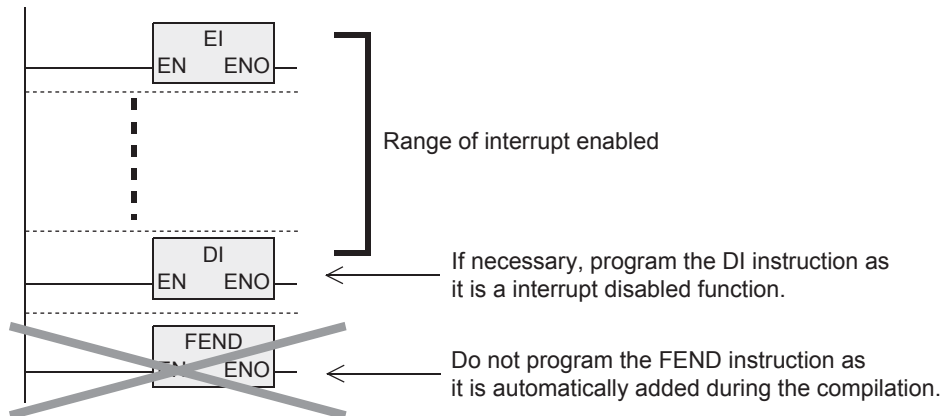 EI
EN ENO
Range of interrupt enabled
DI
EN ENO
If necessary, program the DI instruction as
it is a interrupt disabled function.
FEND
EN ENO
Do not program the FEND instruction as
it is automatically added during the compilation.